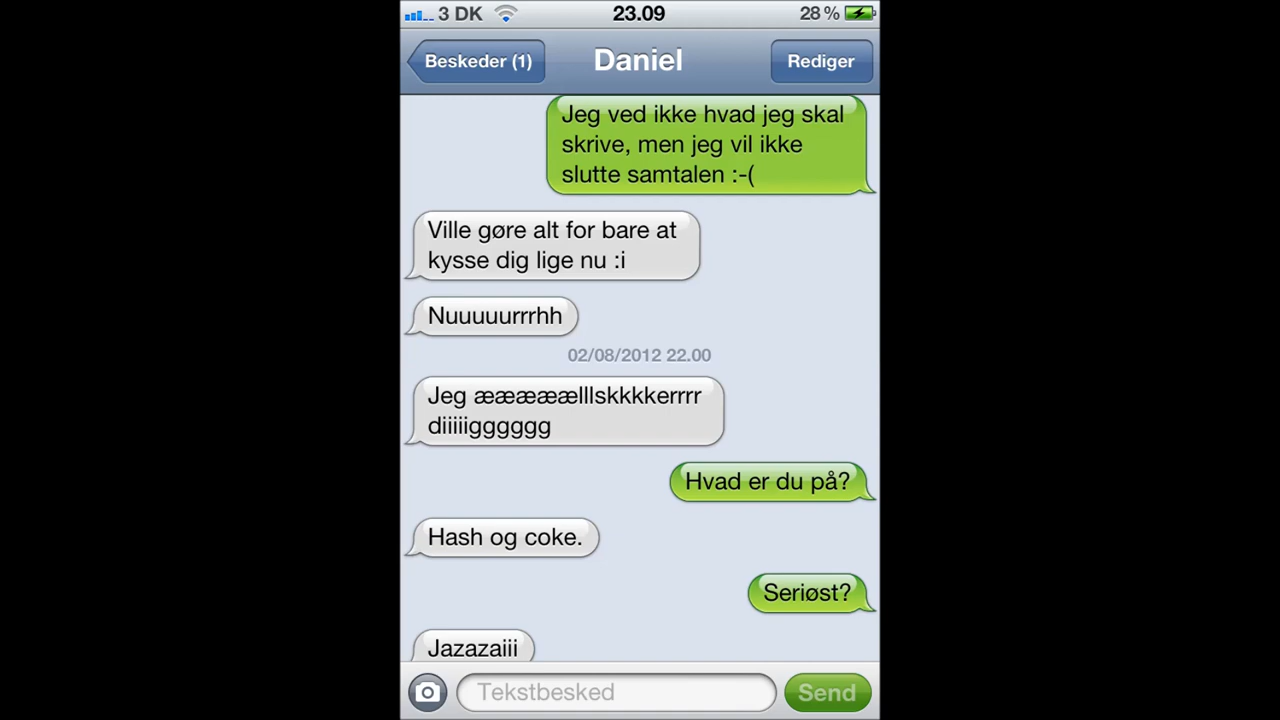 3 DK 23.09 28 %
Beskeder (1) Daniel Rediger
Jeg ved ikke hvad jeg skal
skrive, men jeg vil ikke
slutte samtalen :-(
Ville gøre alt for bare at
kysse dig lige nu :i
Nuuuuurrrhh
02/08/2012 22.00
Jeg æææææælllskkkkerrrr
diiiiigggggg
Hvad er du på?
Hash og coke.
Seriøst?
Jazazaiii
Tekstbesked Send